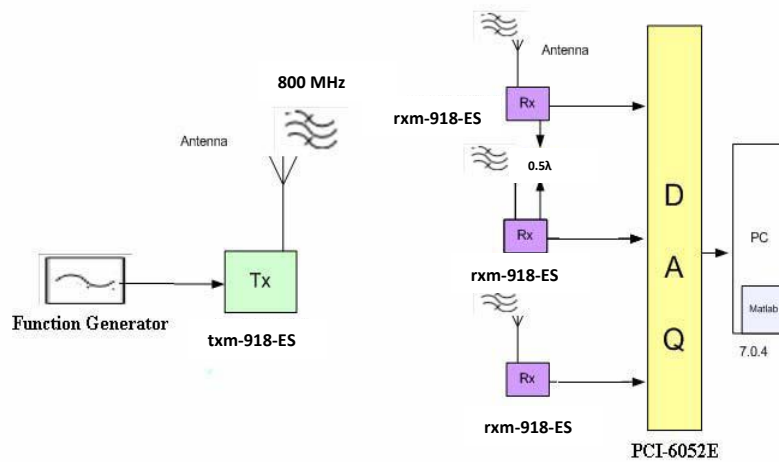 800 MHz
Antenna
Tx
Function Generator
txm-918-ES
Antenna
Rx
rxm-918-ES
0.5λ
Rx
rxm-918-ES
Rx
rxm-918-ES
D
A
Q
PCI-6052E
PC
Matlab
7.0.4